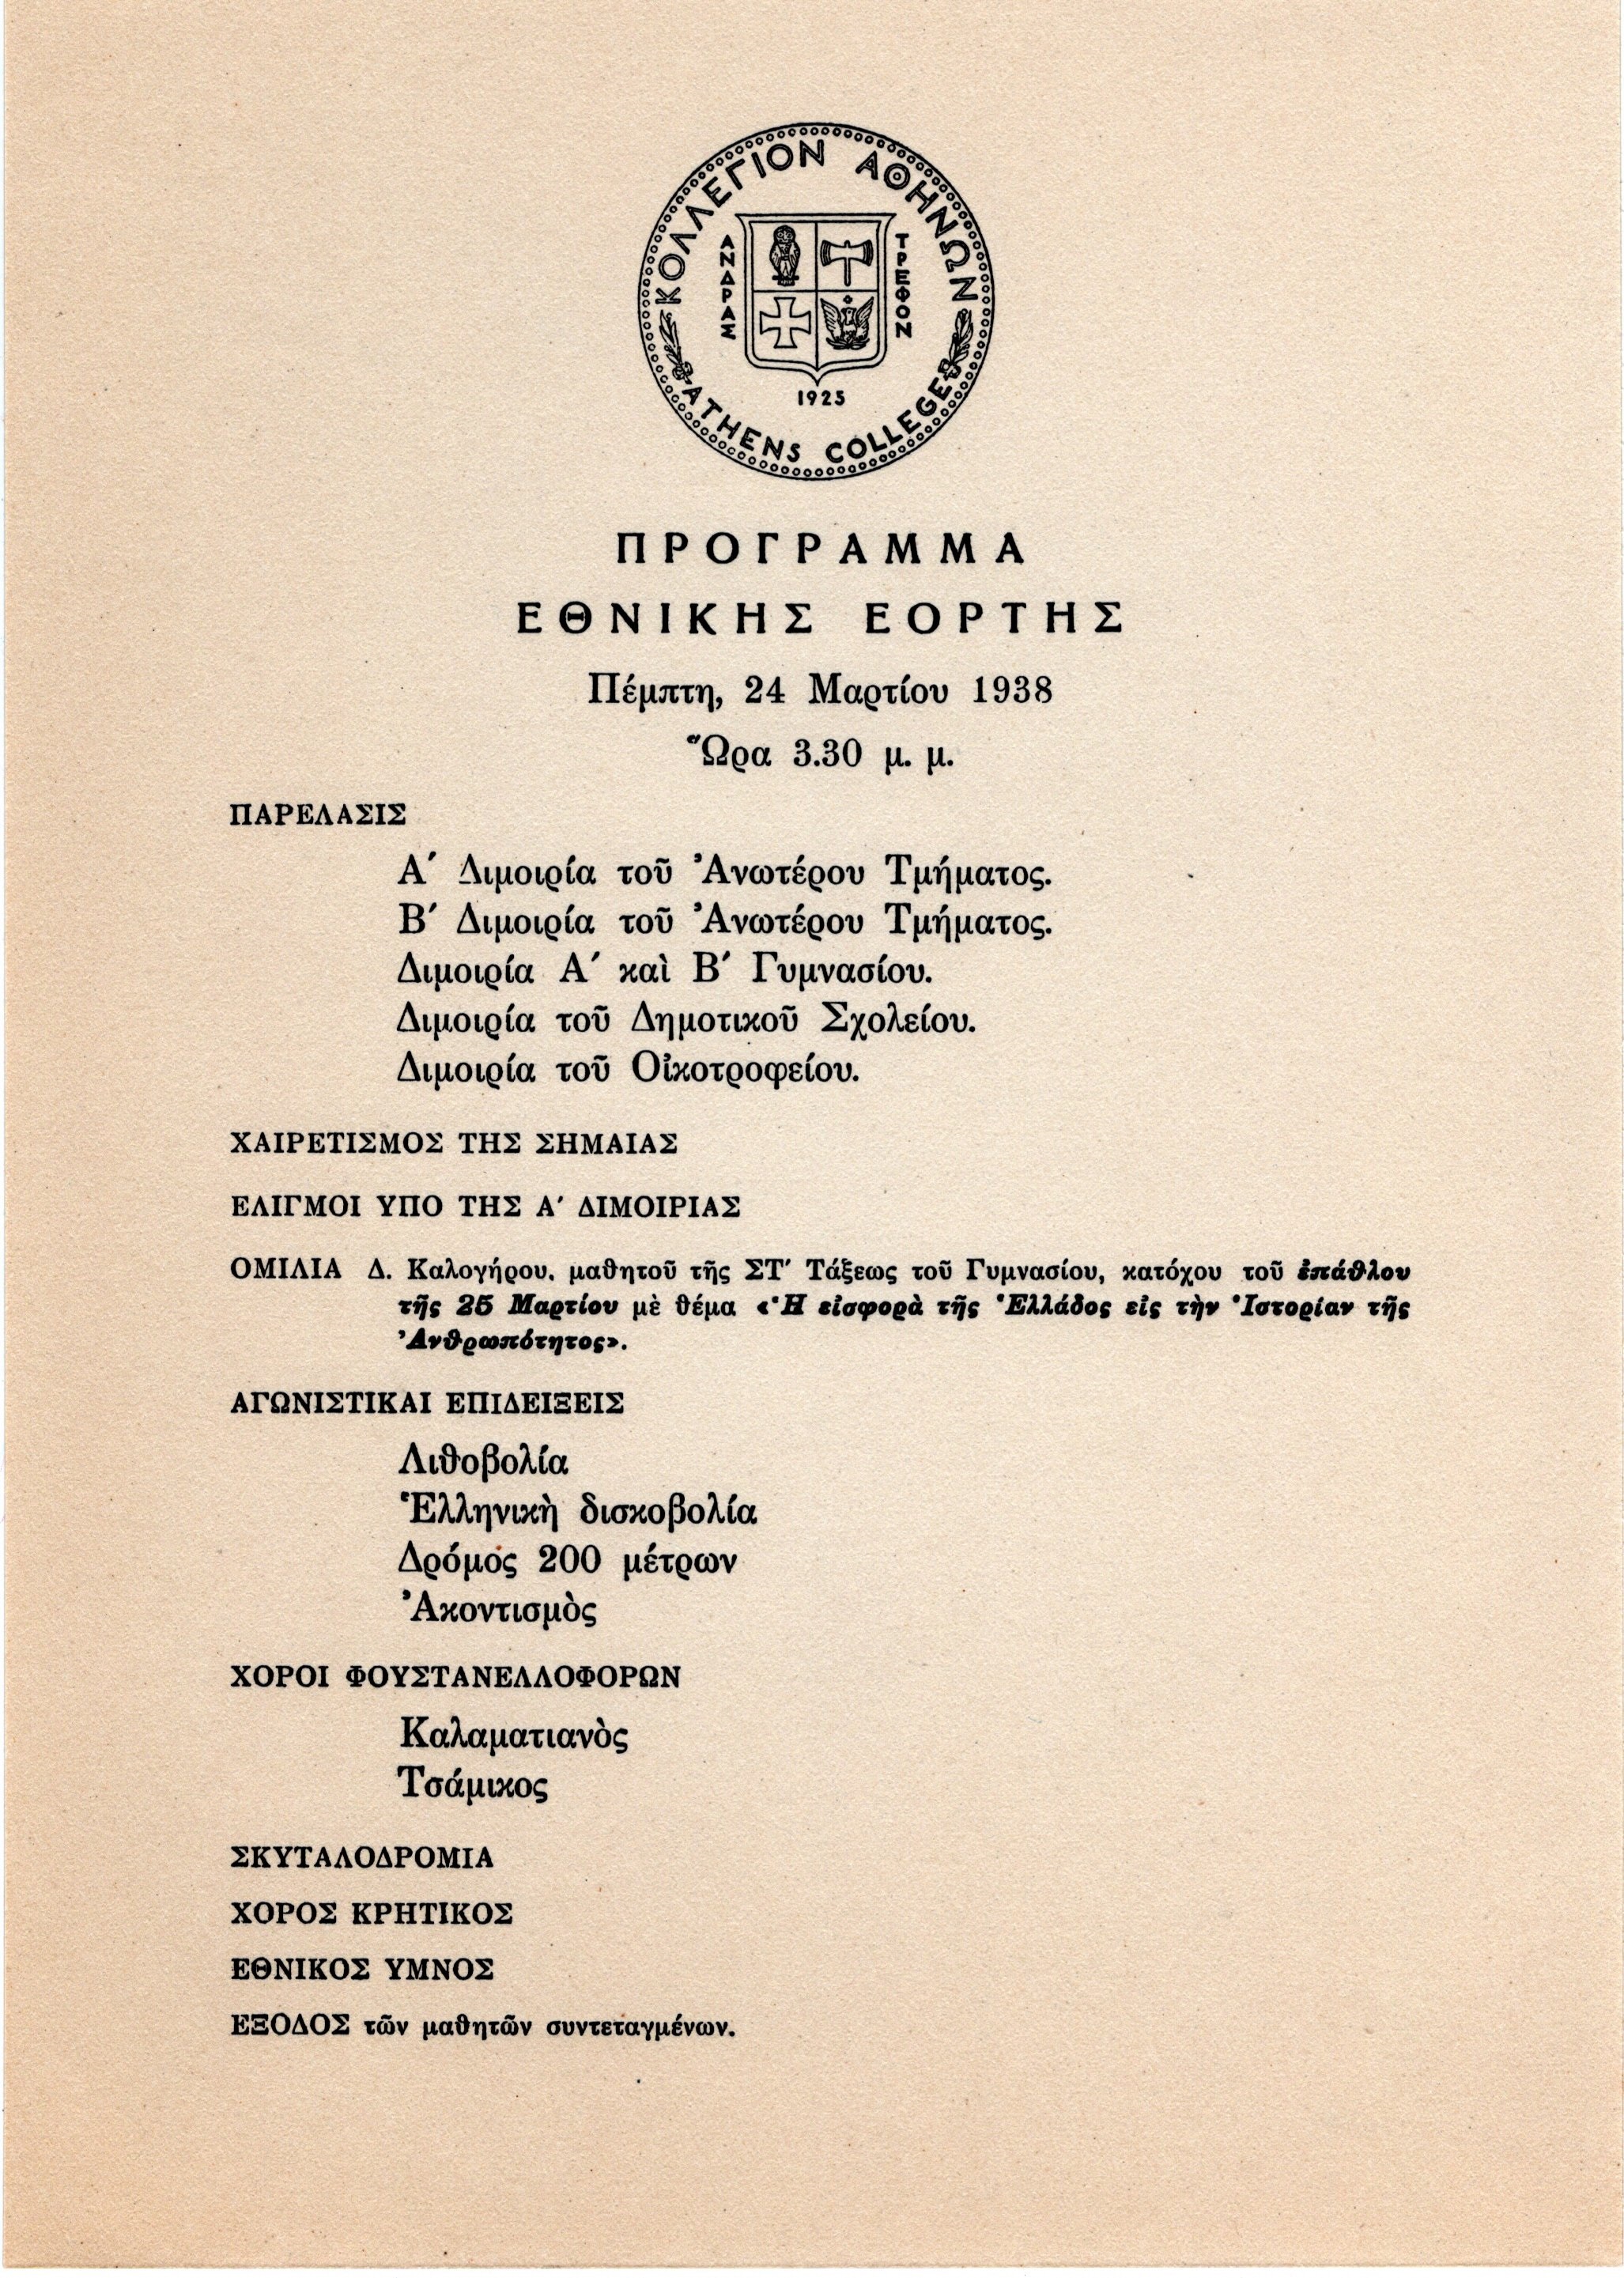 ΚΟΛΛΕΓΙΟΝ ΑΘΗΝΩΝ
ΑΝΔΡΑΣ
ΤΡΕΦΟΝ
1925
ATHENS COLLEGE
ΠΡΟΓΡΑΜΜΑ
ΕΘΝΙΚΗΣ ΕΟΡΤΗΣ
Πέμπτη, 24 Μαρτίου 1938
Ὥρα 3.30 μ. μ.
ΠΑΡΕΛΑΣΙΣ
Α΄ Διμοιρία τοῦ Ἀνωτέρου Τμήματος.
Β΄ Διμοιρία τοῦ Ἀνωτέρου Τμήματος.
Διμοιρία Α΄ καὶ Β΄ Γυμνασίου.
Διμοιρία τοῦ Δημοτικοῦ Σχολείου.
Διμοιρία τοῦ Οἰκοτροφείου.
ΧΑΙΡΕΤΙΣΜΟΣ ΤΗΣ ΣΗΜΑΙΑΣ
ΕΛΙΓΜΟΙ ΥΠΟ ΤΗΣ Α΄ ΔΙΜΟΙΡΙΑΣ
ΟΜΙΛΙΑ Δ. Καλογήρου. μαθητοῦ τῆς ΣΤ΄ Τάξεως τοῦ Γυμνασίου, κατόχου τοῦ ἐπάθλου
τῆς 25 Μαρτίου μὲ θέμα «Ἡ εἰσφορὰ τῆς Ἑλλάδος εἰς τὴν Ἱστορίαν τῆς
Ἀνθρωπότητος».
ΑΓΩΝΙΣΤΙΚΑΙ ΕΠΙΔΕΙΞΕΙΣ
Λιθοβολία
Ἑλληνικὴ δισκοβολία
Δρόμος 200 μέτρων
Ἀκοντισμὸς
ΧΟΡΟΙ ΦΟΥΣΤΑΝΕΛΛΟΦΟΡΩΝ
Καλαματιανὸς
Τσάμικος
ΣΚΥΤΑΛΟΔΡΟΜΙΑ
ΧΟΡΟΣ ΚΡΗΤΙΚΟΣ
ΕΘΝΙΚΟΣ ΥΜΝΟΣ
ΕΞΟΔΟΣ τῶν μαθητῶν συντεταγμένων.